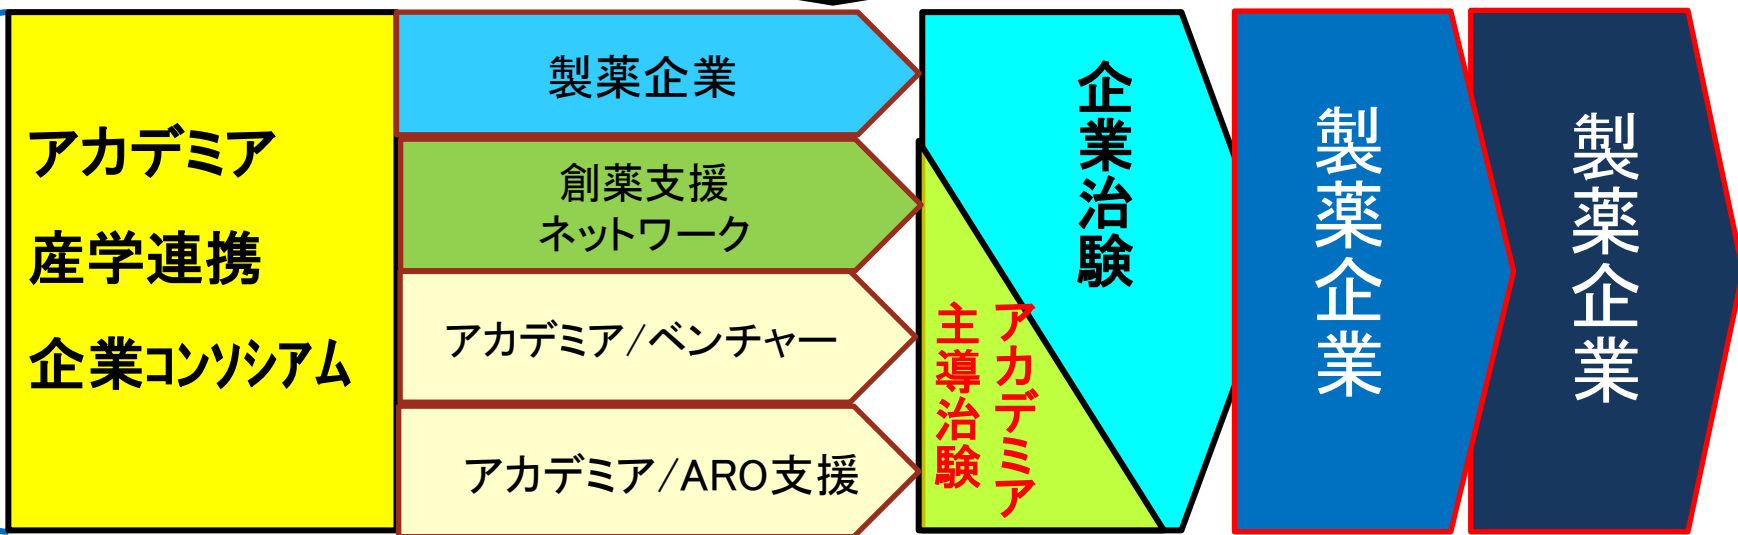 アカデミア
産学連携
企業コンソシアム
製薬企業
創薬支援
ネットワーク
アカデミア/ベンチャー
アカデミア/ARO支援
企業治験
アカデミア
主導治験
製薬企業
製薬企業